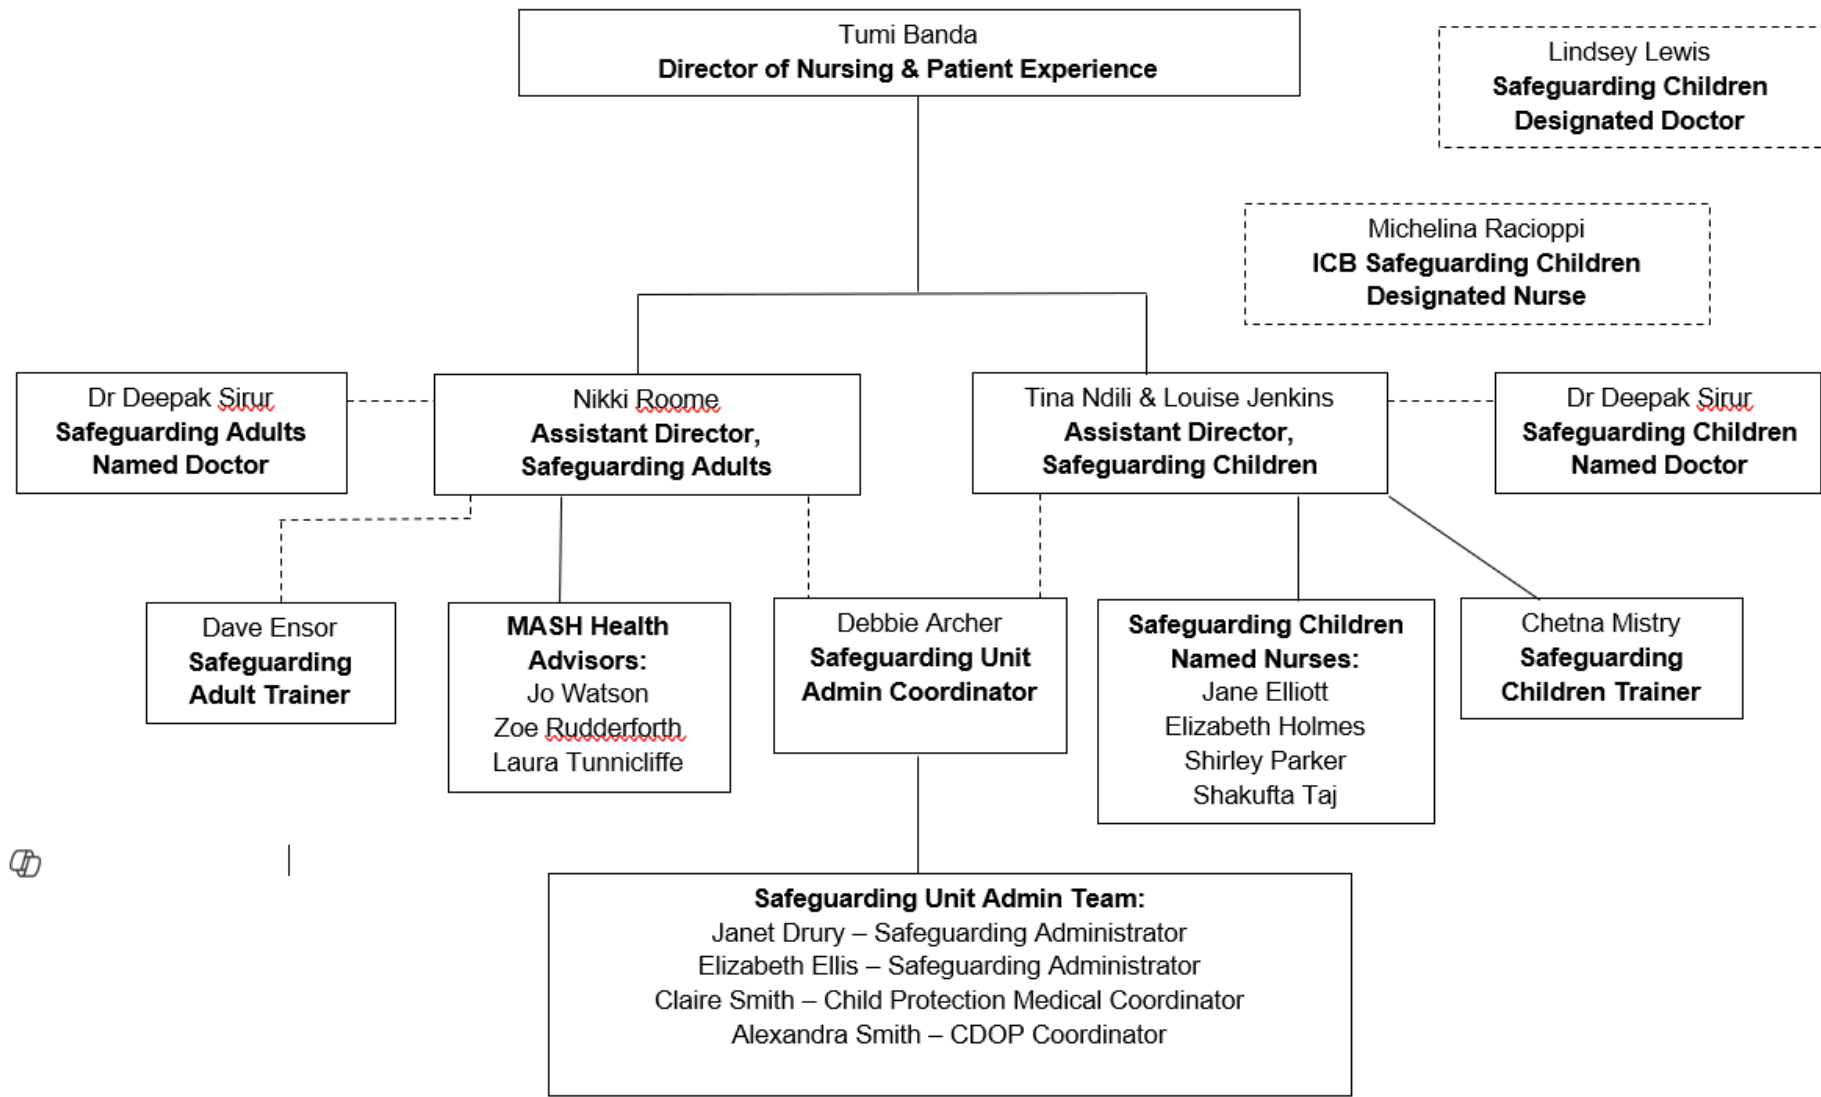 Tumi Banda
Director of Nursing & Patient Experience
Lindsey Lewis
Safeguarding Children
Designated Doctor
Michelina Racioppi
ICB Safeguarding Children
Designated Nurse
Dr Deepak Sirur
Safeguarding Adults
Named Doctor
Nikki Roome
Assistant Director,
Safeguarding Adults
Tina Ndili & Louise Jenkins
Assistant Director,
Safeguarding Children
Dr Deepak Sirur
Safeguarding Children
Named Doctor
Dave Ensor
Safeguarding
Adult Trainer
MASH Health
Advisors:
Jo Watson
Zoe Rudderforth
Laura Tunnicliffe
Debbie Archer
Safeguarding Unit
Admin Coordinator
Safeguarding Children
Named Nurses:
Jane Elliott
Elizabeth Holmes
Shirley Parker
Shakufta Taj
Chetna Mistry
Safeguarding
Children Trainer
Safeguarding Unit Admin Team:
Janet Drury – Safeguarding Administrator
Elizabeth Ellis – Safeguarding Administrator
Claire Smith – Child Protection Medical Coordinator
Alexandra Smith – CDOP Coordinator